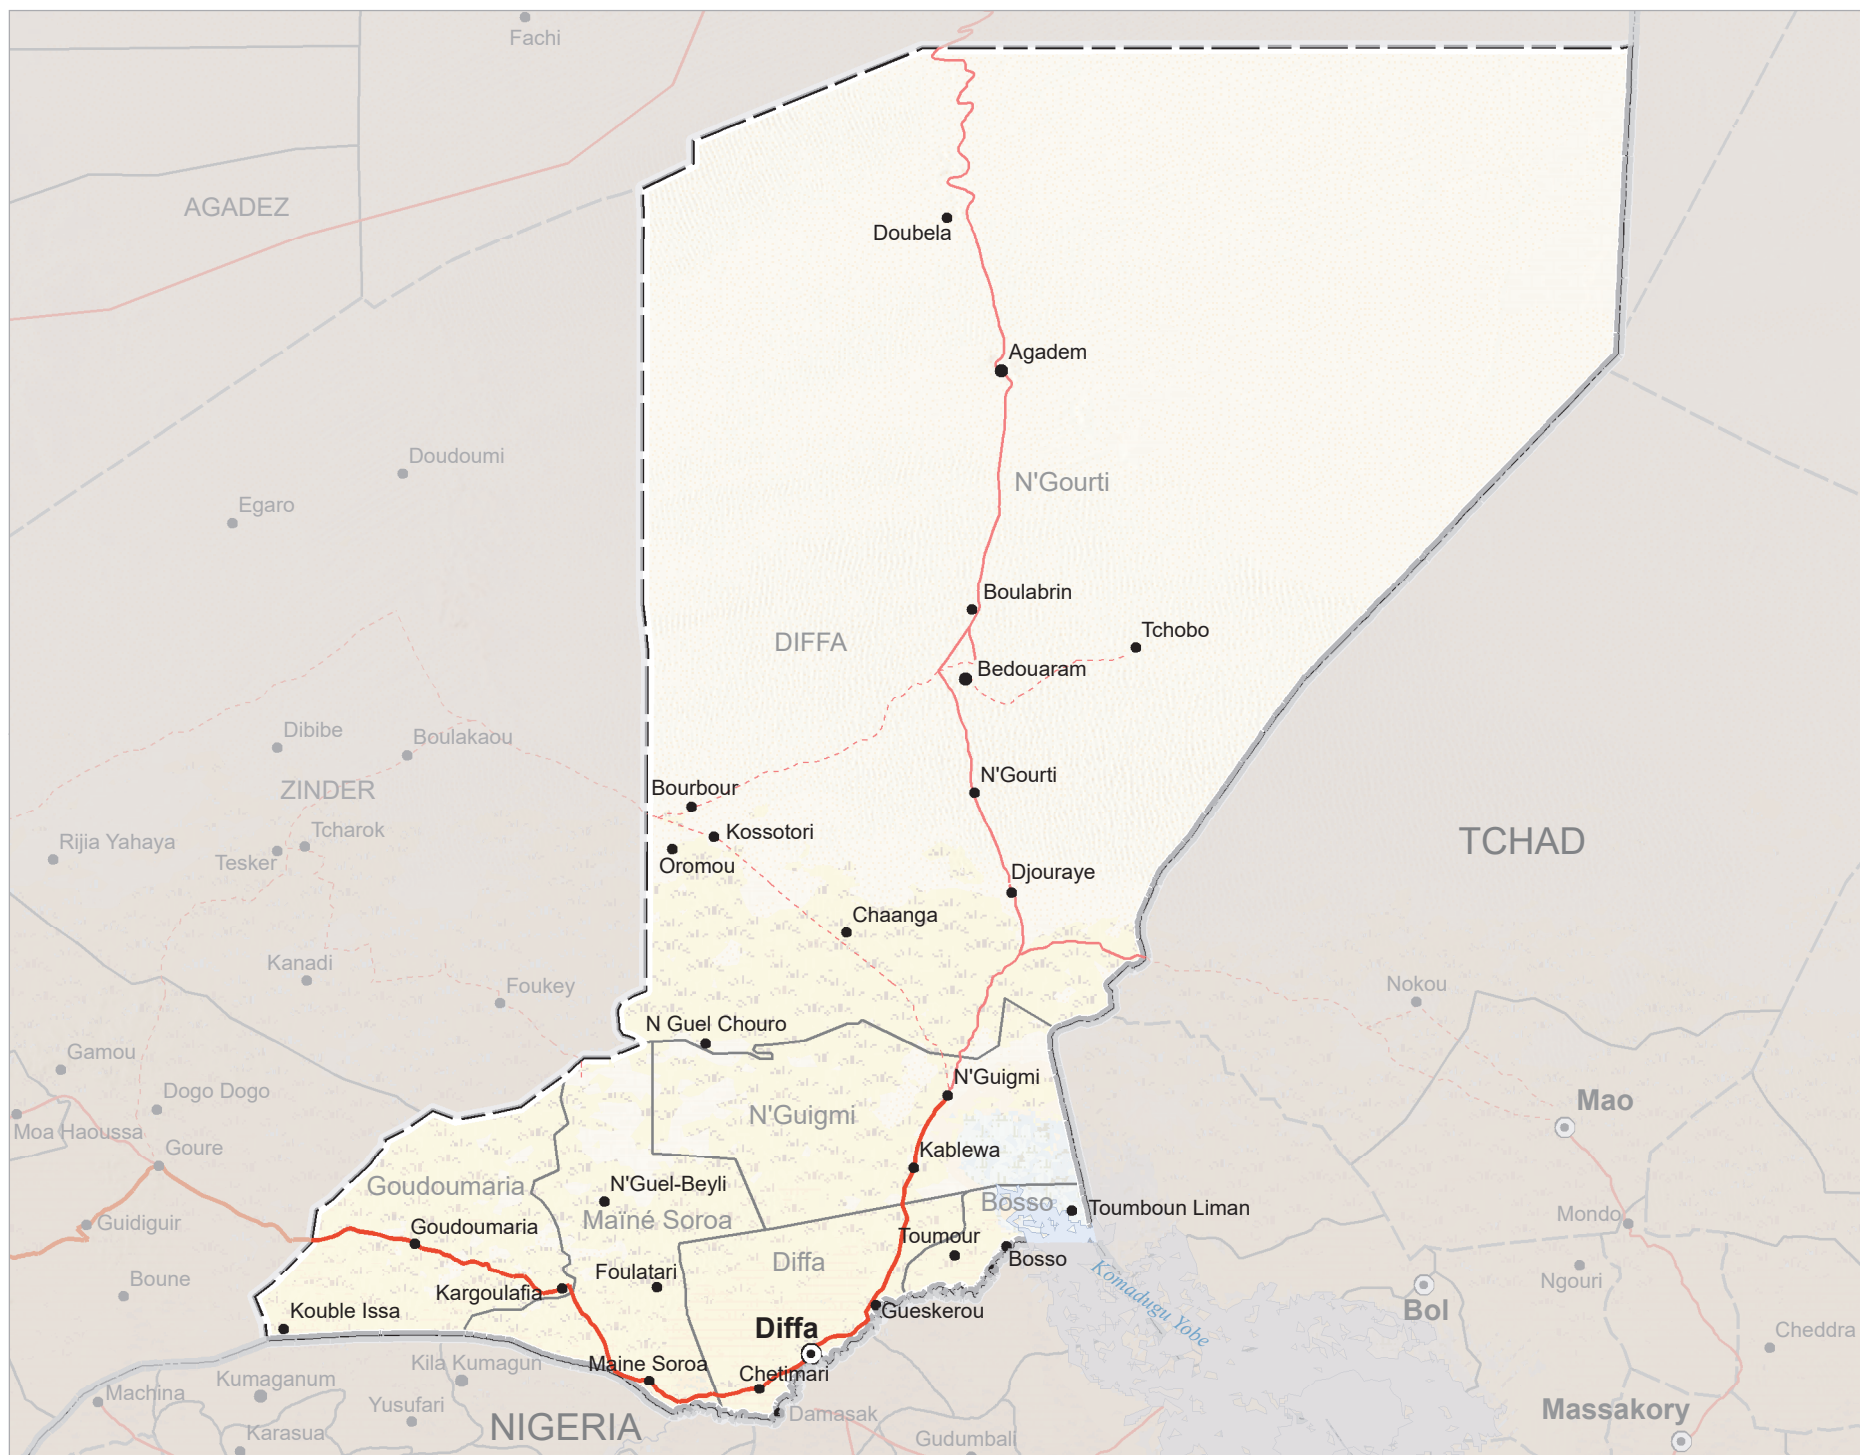 Fachi
AGADEZ
Doubela
Agadem
Doudoumi
N'Gourti
Egaro
Boulabrin
Tchobo
DIFFA
Bedouaram
Dibibe
Boulakaou
N'Gourti
ZINDER
Bourbour
Tcharok
Kossotori
Rijia Yahaya
TCHAD
Tesker
Oromou
Djouraye
Chaanga
Kanadi
Foukey
Nokou
N Guel Chouro
Gamou
N'Guigmi
Dogo Dogo
Mao
N'Guigmi
Moa Haoussa
Goure
Kablewa
N'Guel-Beyli
Goudoumaria
Bosso
Toumboun Liman
Mondo
Guidiguir
Maïné Soroa
Goudoumaria
Toumour
Bosso
Diffa
Foulatari
Boune
Ngouri
Kargoulafia
Komadugu Yobe
Kouble Issa
Gueskerou
Bol
Diffa
Cheddra
Kila Kumagun
Maine Soroa
Chetimari
Kumaganum
Machina
Yusufari
Damasak
Massakory
NIGERIA
Karasua
Gudumbali